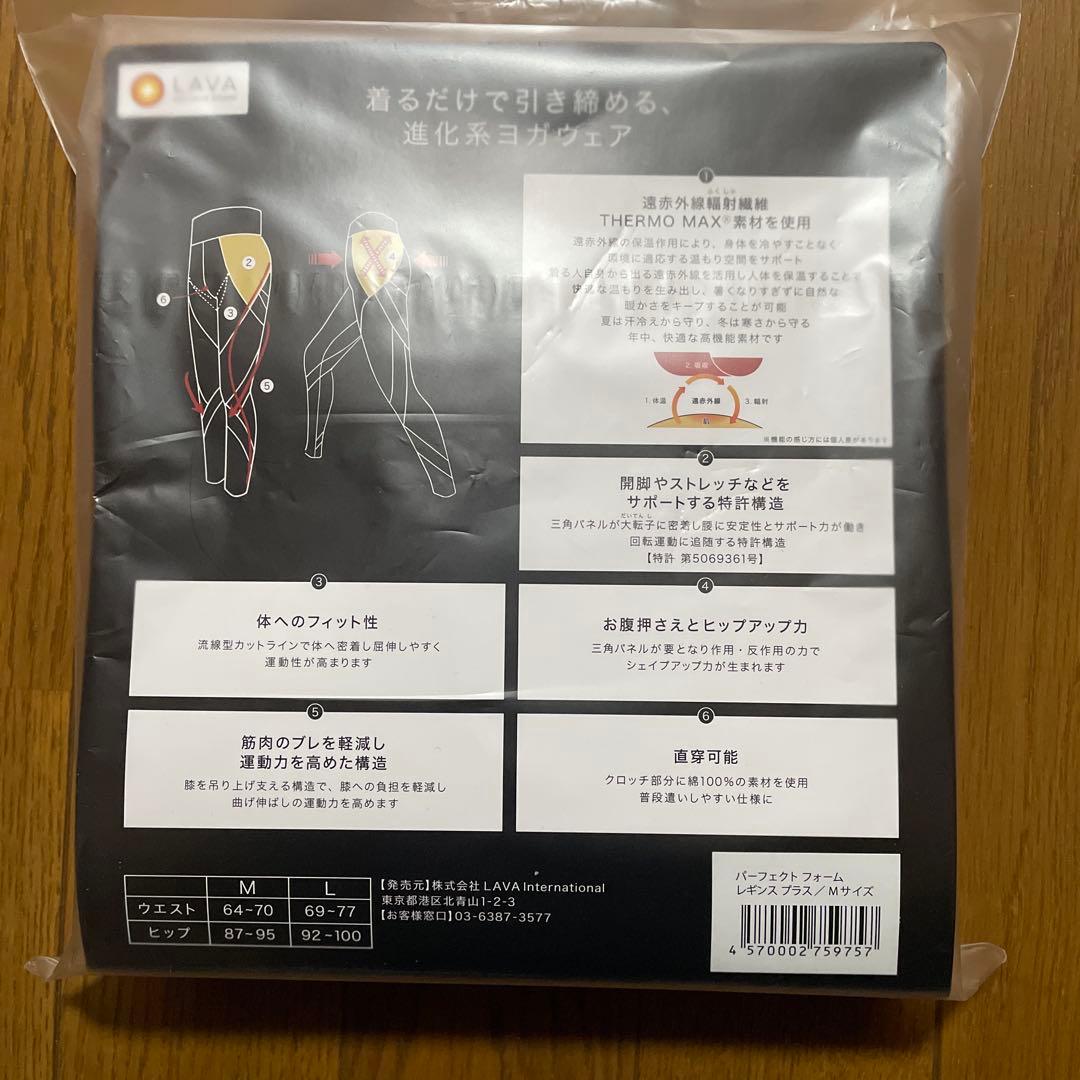 LAVA
着るだけで引き締める、
進化系ヨガウェア
②
③
⑥
⑤
4
①
ふくしゃ
遠赤外線輻射繊維
THERMO MAX®素材を使用
遠赤外線の保温作用により、身体を冷やすことなく
環境に適応する温もり空間をサポート
着る人自身から出る遠赤外線を活用し人体を保温することで
快適な温もりを生み出し、暑くなりすぎずに自然な
暖かさをキープすることが可能
夏は汗冷えから守り、冬は寒さから守る
年中、快適な高機能素材です
2.吸収
1.体温 遠赤外線 3.輻射
肌
※機能の感じ方には個人差があります
②
開脚やストレッチなどを
サポートする特許構造
だいてんし
三角パネルが大転子に密着し腰に安定性とサポート力が働き
回転運動に追随する特許構造
【特許 第5069361号】
③
体へのフィット性
流線型カットラインで体へ密着し屈伸しやすく
運動性が高まります
④
お腹押さえとヒップアップ力
三角パネルが要となり作用・反作用の力で
シェイプアップ力が生まれます
⑤
筋肉のブレを軽減し
運動力を高めた構造
膝を吊り上げ支える構造で、膝への負担を軽減し
曲げ伸ばしの運動力を高めます
⑥
直穿可能
クロッチ部分に綿100%の素材を使用
普段遣いしやすい仕様に
M L
ウエスト 64~70 69~77
ヒップ 87~95 92~100
【発売元】株式会社 LAVA International
東京都港区北青山1-2-3
【お客様窓口】03-6387-3577
パーフェクト フォーム
レギンス プラス/Mサイズ
4 570002 759757